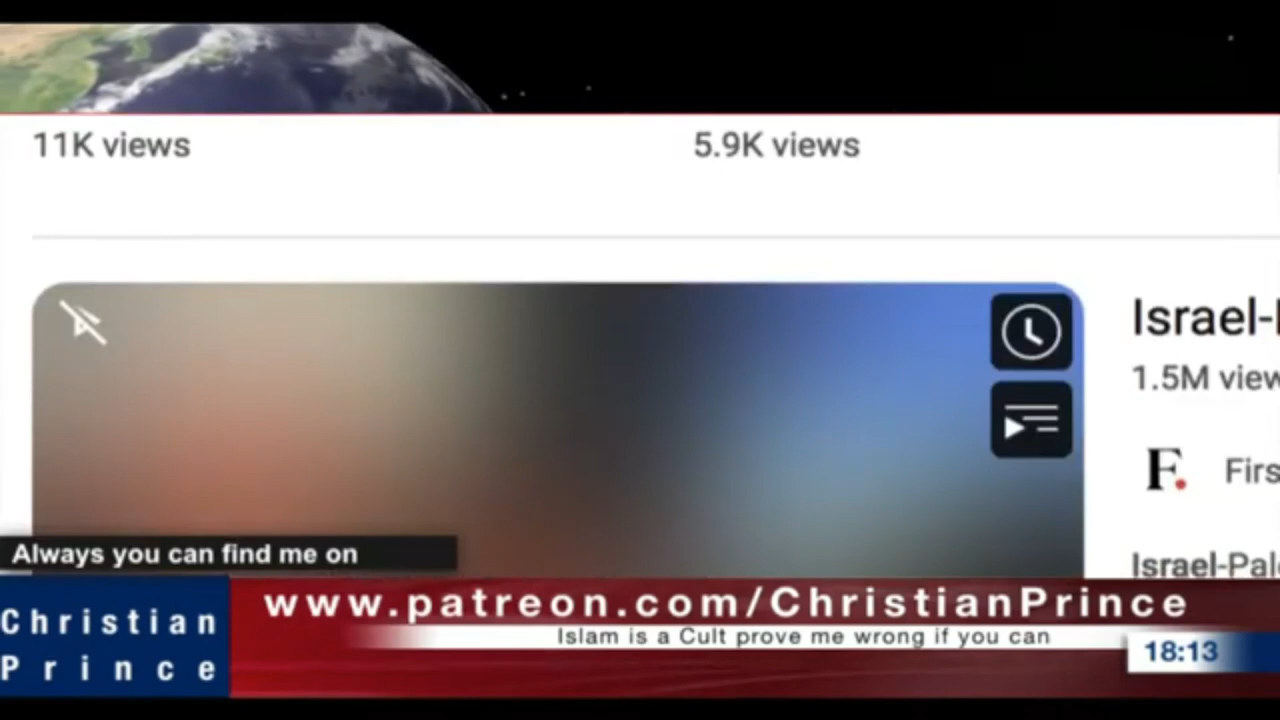 11K views
5.9K views
Israel-
1.5M view
F.
Firs
Israel-Pal
Always you can find me on
www.patreon.com/ChristianPrince
Islam is a Cult prove me wrong if you can
Christian
Prince
18:13